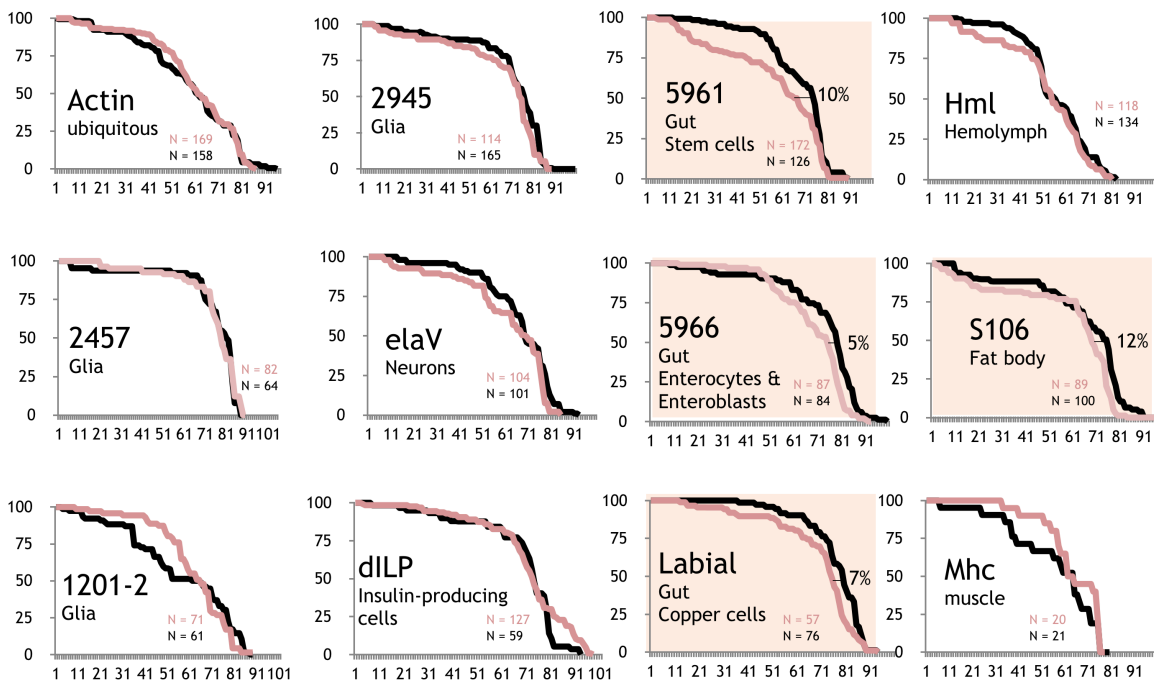 100
75
50
25
0
Actin
ubiquitous
N = 169
N = 158
1 11 21 31 41 51 61 71 81 91
100
75
50
25
0
2945
Glia
N = 114
N = 165
1 11 21 31 41 51 61 71 81 91
100
75
50
25
0
5961
Gut
Stem cells
10%
N = 172
N = 126
1 11 21 31 41 51 61 71 81 91
100
75
50
25
0
Hml
Hemolymph
N = 118
N = 134
1 11 21 31 41 51 61 71 81 91
100
75
50
25
0
2457
Glia
N = 82
N = 64
1 11 21 31 41 51 61 71 81 91 101
100
75
50
25
0
elaV
Neurons
N = 104
N = 101
1 11 21 31 41 51 61 71 81 91
100
75
50
25
0
5966
Gut
Enterocytes &
Enteroblasts
5%
N = 87
N = 84
1 11 21 31 41 51 61 71 81 91
100
75
50
25
0
S106
Fat body
12%
N = 89
N = 100
1 11 21 31 41 51 61 71 81 91
100
75
50
25
0
1201-2
Glia
N = 71
N = 61
1 11 21 31 41 51 61 71 81 91 101
100
75
50
25
0
dILP
Insulin-producing
cells
N = 127
N = 59
1 11 21 31 41 51 61 71 81 91 101
100
75
50
25
0
Labial
Gut
Copper cells
7%
N = 57
N = 76
1 11 21 31 41 51 61 71 81 91
100
75
50
25
0
Mhc
muscle
N = 20
N = 21
1 11 21 31 41 51 61 71 81 91